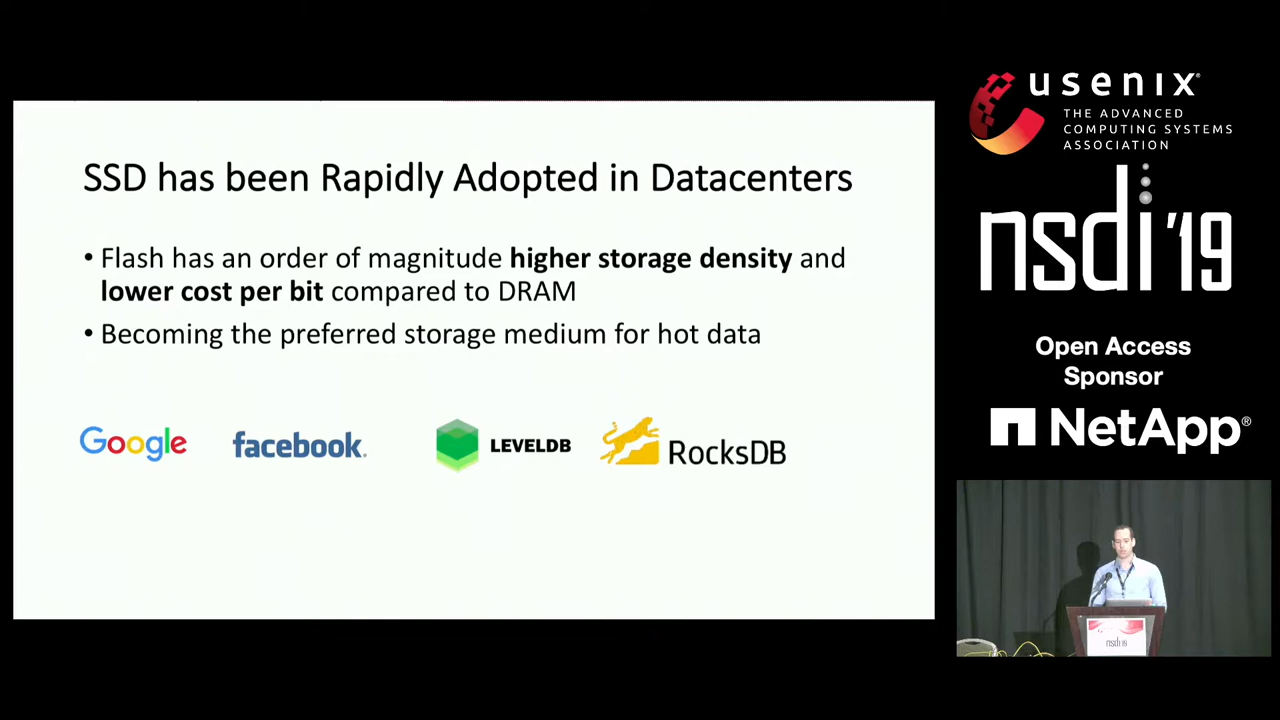 SSD has been Rapidly Adopted in Datacenters
• Flash has an order of magnitude higher storage density and
lower cost per bit compared to DRAM
• Becoming the preferred storage medium for hot data
Google
facebook.
LEVELDB
RocksDB
usenix®
THE ADVANCED
COMPUTING SYSTEMS
ASSOCIATION
nsdi '19
Open Access
Sponsor
NetApp®
nsdi'19